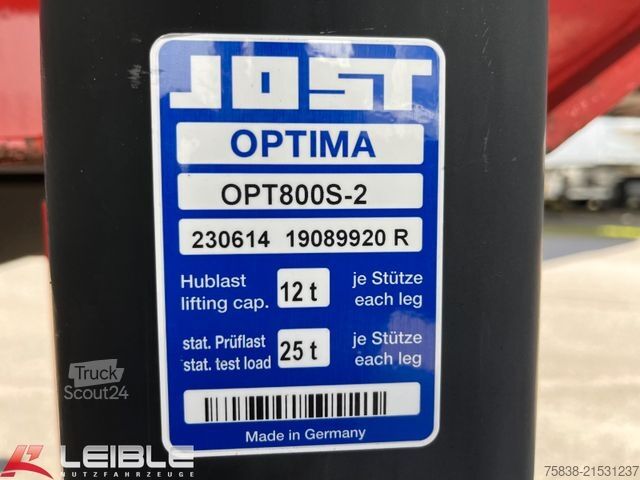 JOST
OPTIMA
OPT800S-2
230614 19089920 R
Hublast 12 t je Stütze
lifting cap. each leg
stat. Prüflast 25 t je Stütze
stat. test load each leg
Made in Germany
Truck
Scout24
LEIBLE
NUTZFAHRZEUGE
75838-21531237